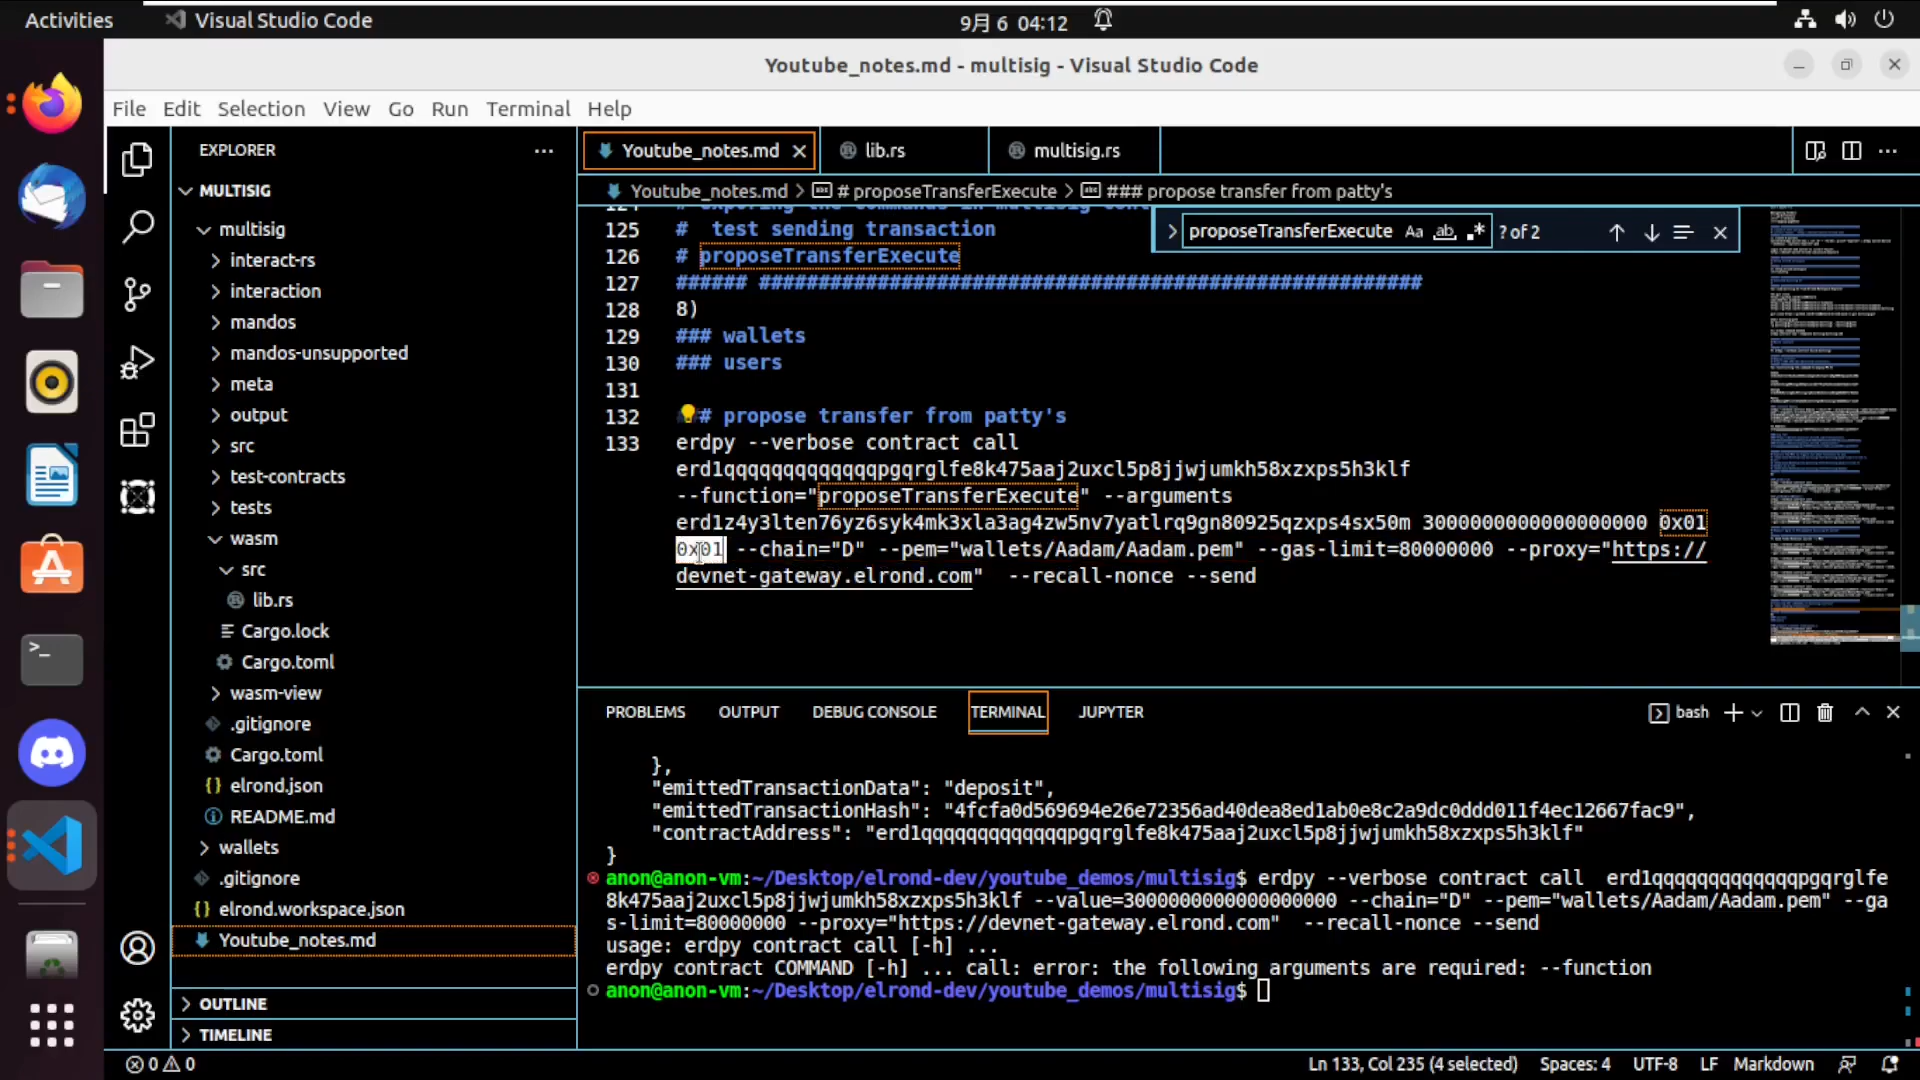 Activities
Visual Studio Code
9月 6 04:12
Youtube_notes.md - multisig - Visual Studio Code
File Edit Selection View Go Run Terminal Help
EXPLORER
MULTISIG
multisig
interact-rs
interaction
mandos
mandos-unsupported
meta
output
src
test-contracts
tests
wasm
src
lib.rs
Cargo.lock
Cargo.toml
wasm-view
.gitignore
Cargo.toml
{} elrond.json
README.md
wallets
.gitignore
{} elrond.workspace.json
Youtube_notes.md
OUTLINE
TIMELINE
Youtube_notes.md
lib.rs
multisig.rs
Youtube_notes.md > # proposeTransferExecute > ### propose transfer from patty's
proposeTransferExecute Aa ab .* ? of 2
125 #  test sending transaction
126 # proposeTransferExecute
127 ###### ########################################################
128 8)
129 ### wallets
130 ### users
131
132 # propose transfer from patty's
133 erdpy --verbose contract call
erd1qqqqqqqqqqqqqpgqrglfe8k475aaj2uxcl5p8jjwjumkh58xzxps5h3klf
--function="proposeTransferExecute" --arguments
erd1z4y3lten76yz6syk4mk3xla3ag4zw5nv7yatlrq9gn80925qzxps4sx50m 3000000000000000000 0x01
0x01 --chain="D" --pem="wallets/Aadam/Aadam.pem" --gas-limit=80000000 --proxy="https://
devnet-gateway.elrond.com"  --recall-nonce --send
PROBLEMS OUTPUT DEBUG CONSOLE TERMINAL JUPYTER
bash
},
"emittedTransactionData": "deposit",
"emittedTransactionHash": "4fcfa0d569694e26e72356ad40dea8ed1ab0e8c2a9dc0ddd011f4ec12667fac9",
"contractAddress": "erd1qqqqqqqqqqqqqpgqrglfe8k475aaj2uxcl5p8jjwjumkh58xzxps5h3klf"
}
anon@anon-vm:~/Desktop/elrond-dev/youtube_demos/multisig$ erdpy --verbose contract call  erd1qqqqqqqqqqqqqpgqrglfe
8k475aaj2uxcl5p8jjwjumkh58xzxps5h3klf --value=3000000000000000000 --chain="D" --pem="wallets/Aadam/Aadam.pem" --ga
s-limit=80000000 --proxy="https://devnet-gateway.elrond.com"  --recall-nonce --send
usage: erdpy contract call [-h] ...
erdpy contract COMMAND [-h] ... call: error: the following arguments are required: --function
anon@anon-vm:~/Desktop/elrond-dev/youtube_demos/multisig$
0 0
Ln 133, Col 235 (4 selected) Spaces: 4 UTF-8 LF Markdown